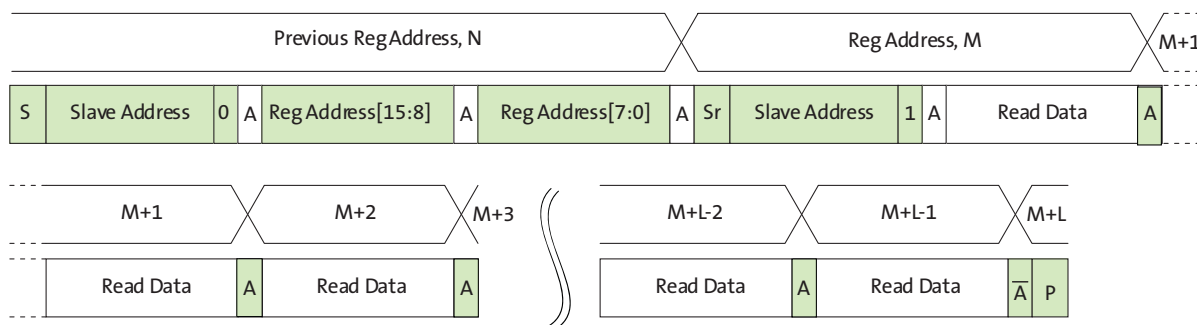 Previous Reg Address, N Reg Address, M M+1
S Slave Address 0 A Reg Address[15:8] A Reg Address[7:0] A Sr Slave Address 1 A Read Data A
M+1 M+2 M+3 M+L-2 M+L-1 M+L
Read Data A Read Data A Read Data A Read Data A̅ P